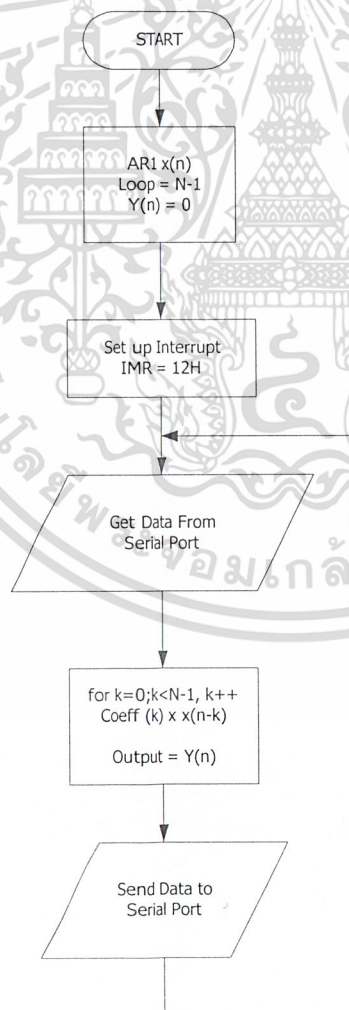 START
AR1 x(n)
Loop = N-1
Y(n) = 0
Set up Interrupt
IMR = 12H
Get Data From
Serial Port
for k=0;k<N-1, k++
Coeff (k) x x(n-k)
Output = Y(n)
Send Data to
Serial Port